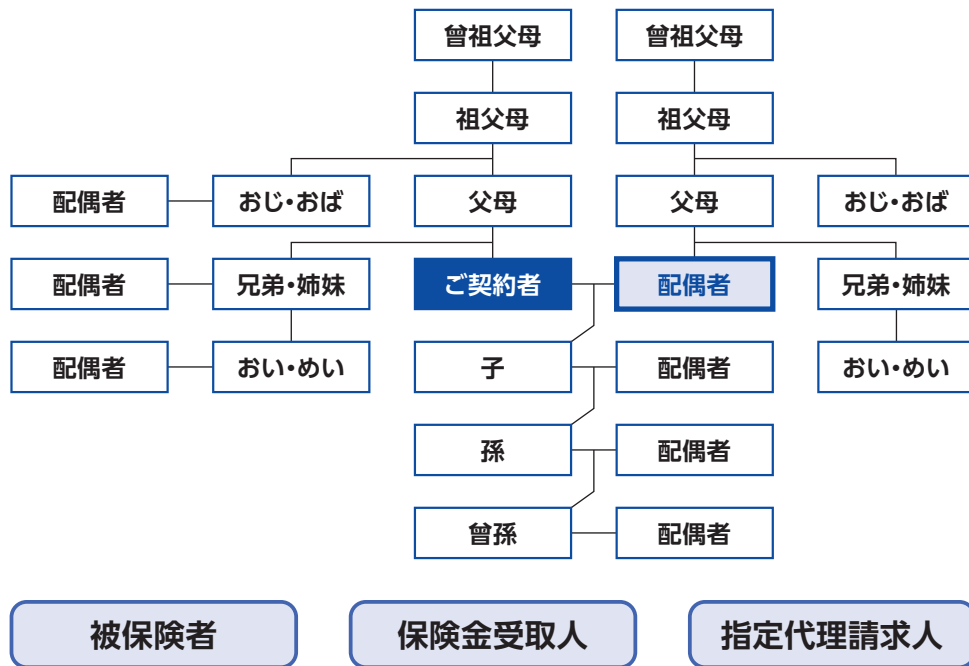 曾祖父母 曾祖父母
祖父母 祖父母
配偶者 おじ・おば 父母 父母 おじ・おば
配偶者 兄弟・姉妹 ご契約者 配偶者 兄弟・姉妹
配偶者 おい・めい 子 配偶者 おい・めい
孫 配偶者
曾孫 配偶者
被保険者 保険金受取人 指定代理請求人